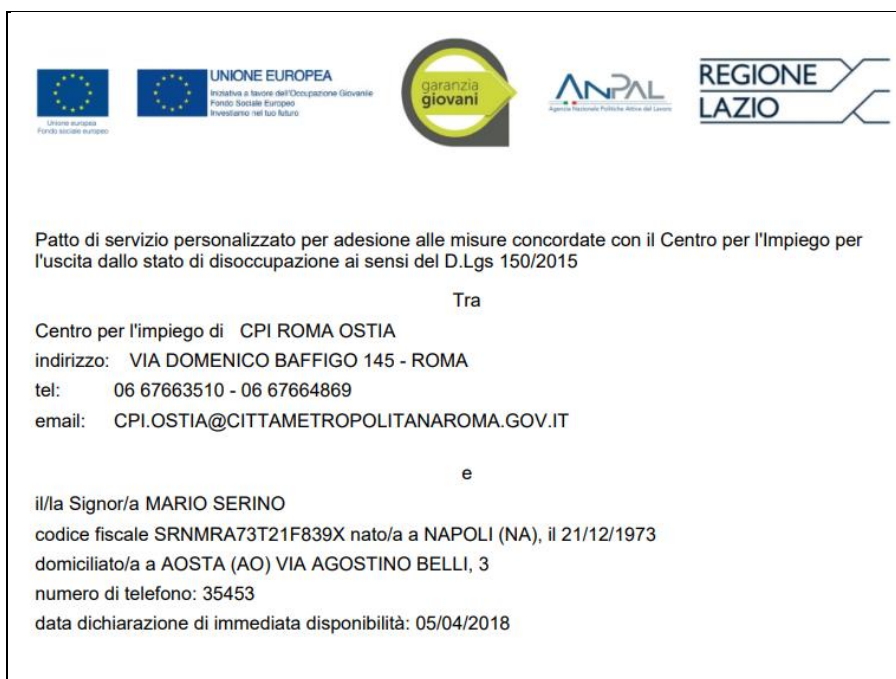 Unione europea
Fondo sociale europeo
UNIONE EUROPEA
Iniziativa a favore dell'Occupazione Giovanile
Fondo Sociale Europeo
Investiamo nel tuo futuro
garanzia
giovani
ANPAL
Agenzia Nazionale Politiche Attive del Lavoro
REGIONE
LAZIO
Patto di servizio personalizzato per adesione alle misure concordate con il Centro per l'Impiego per
l'uscita dallo stato di disoccupazione ai sensi del D.Lgs 150/2015
Tra
Centro per l'impiego di CPI ROMA OSTIA
indirizzo: VIA DOMENICO BAFFIGO 145 - ROMA
tel: 06 67663510 - 06 67664869
email: CPI.OSTIA@CITTAMETROPOLITANAROMA.GOV.IT
e
il/la Signor/a MARIO SERINO
codice fiscale SRNMRA73T21F839X nato/a a NAPOLI (NA), il 21/12/1973
domiciliato/a a AOSTA (AO) VIA AGOSTINO BELLI, 3
numero di telefono: 35453
data dichiarazione di immediata disponibilità: 05/04/2018